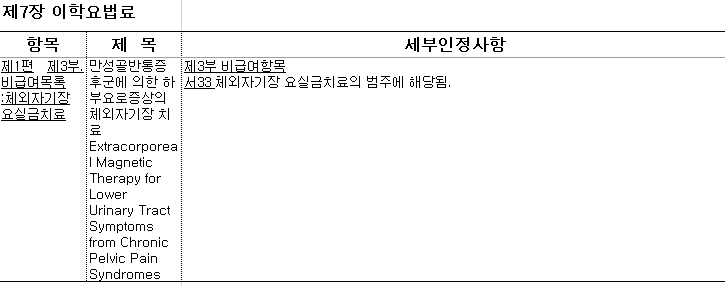 제7장 이학요법료
항목
제 목
세부인정사항
제1편 제3부.
비급여목록
:체외자기장
요실금치료
만성골반통증
후군에 의한 하
부요로증상의
체외자기장 치
료
Extracorporea
l Magnetic
Therapy for
Lower
Urinary Tract
Symptoms
from Chronic
Pelvic Pain
Syndromes
제3부 비급여항목
서33 체외자기장 요실금치료의 범주에 해당됨.